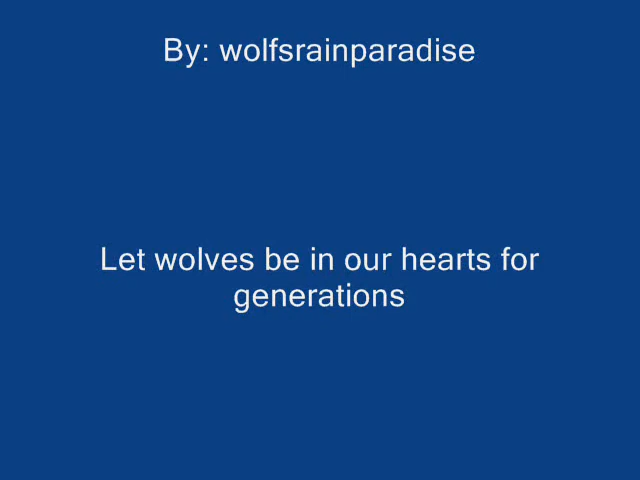 By: wolfsrainparadise
Let wolves be in our hearts for
generations